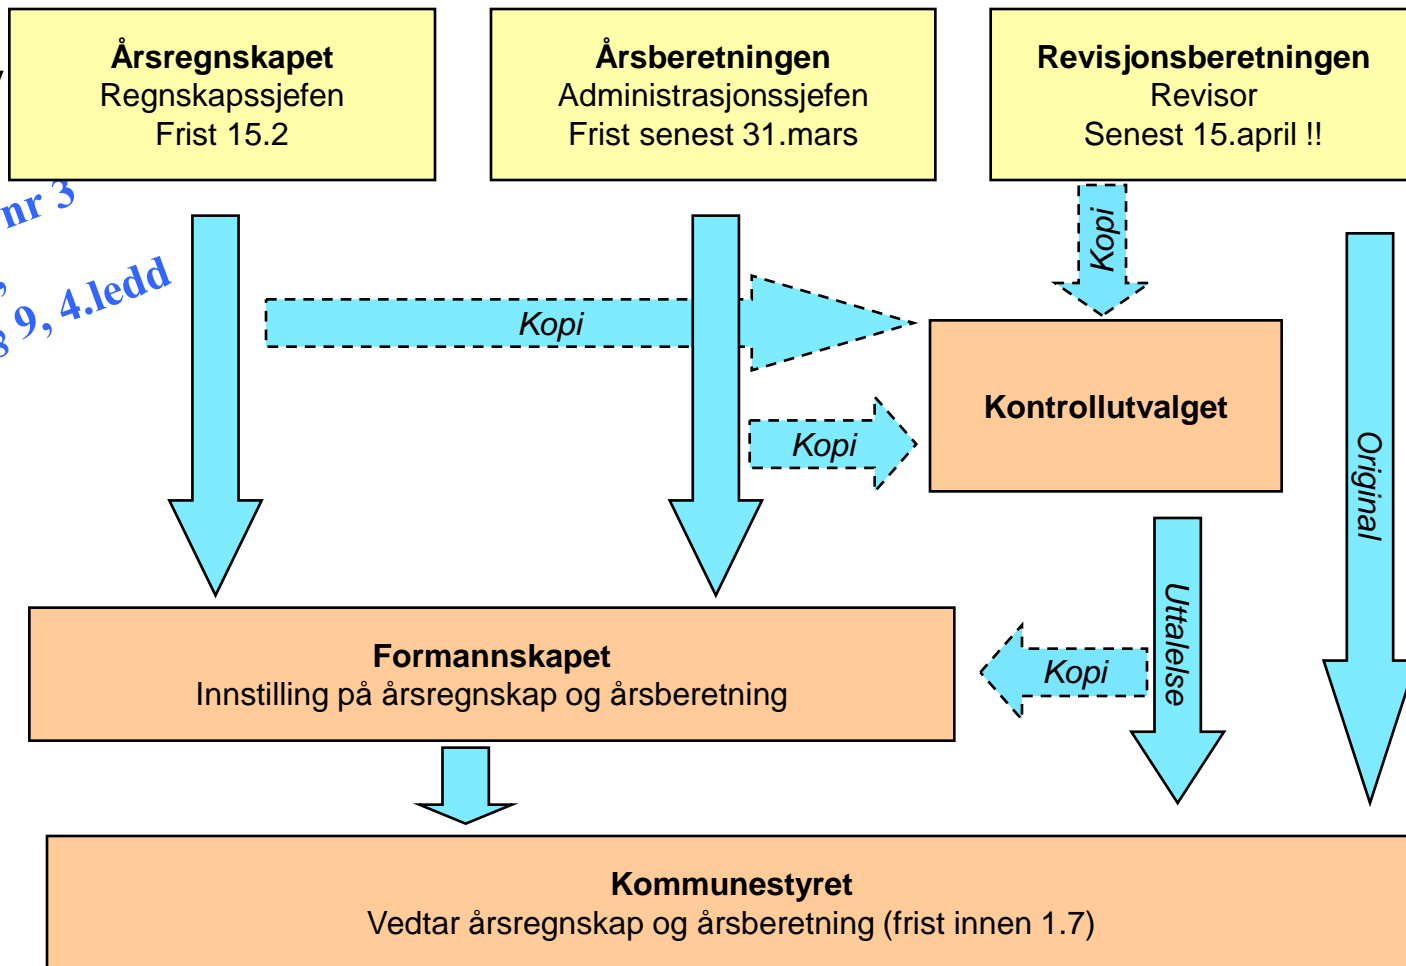 Årsregnskapet
Regnskapssjefen
Frist 15.2
Årsberetningen
Administrasjonssjefen
Frist senest 31.mars
Revisjonsberetningen
Revisor
Senest 15.april !!
nr 3
9, 4.ledd
Kopi
Kopi
Kopi
Kontrollutvalget
Original
Uttalelse
Kopi
Formannskapet
Innstilling på årsregnskap og årsberetning
Kommunestyret
Vedtar årsregnskap og årsberetning (frist innen 1.7)